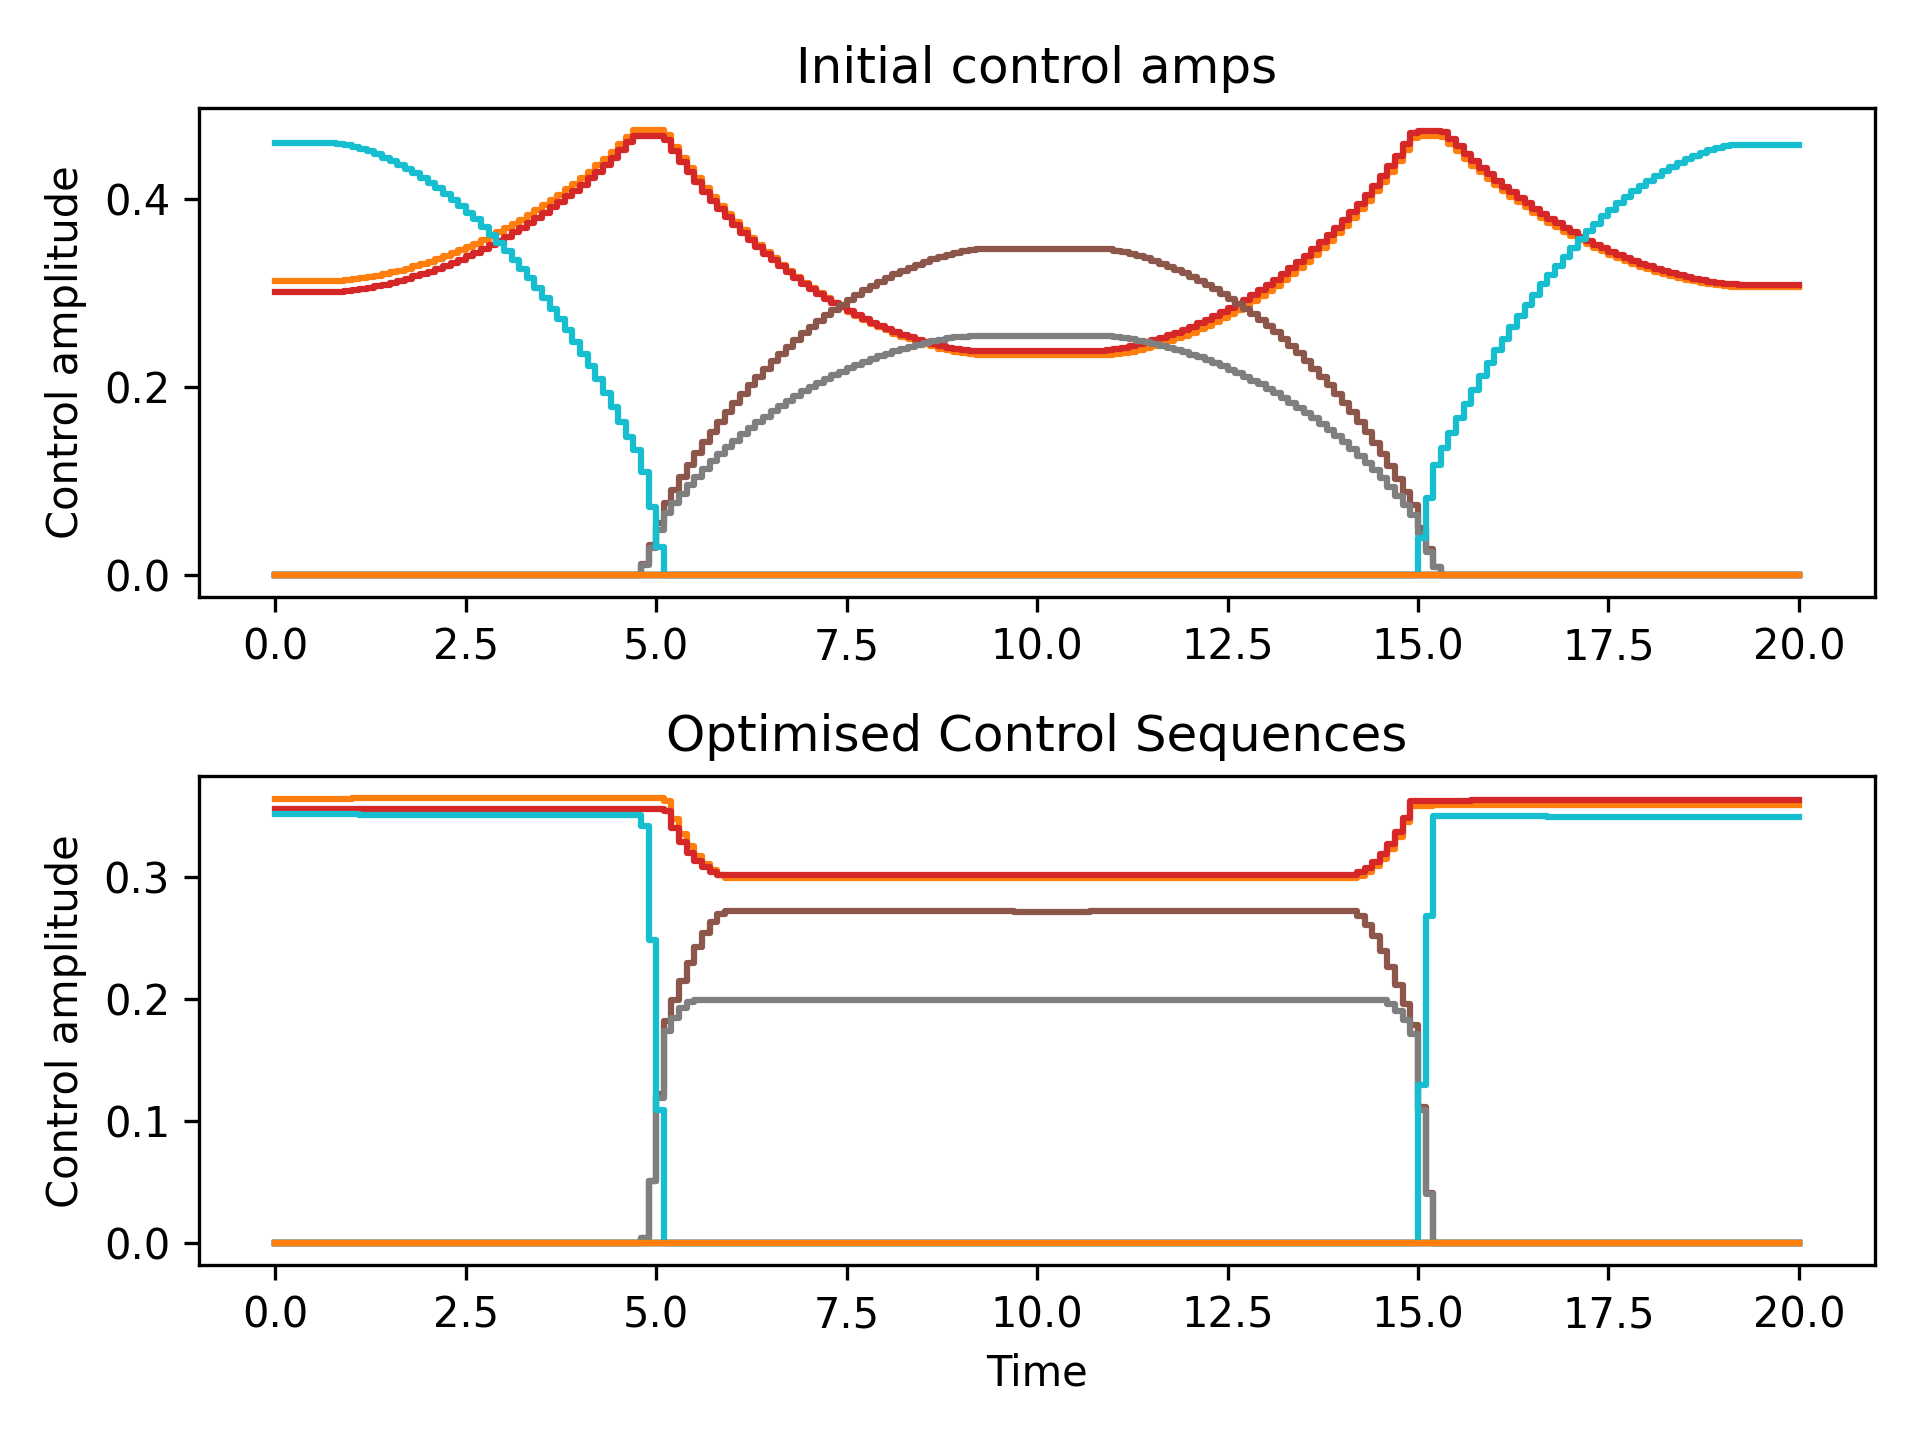 Initial control amps
Control amplitude
0.4
0.2
0.0
0.0 2.5 5.0 7.5 10.0 12.5 15.0 17.5 20.0
Optimised Control Sequences
Control amplitude
0.3
0.2
0.1
0.0
0.0 2.5 5.0 7.5 10.0 12.5 15.0 17.5 20.0
Time